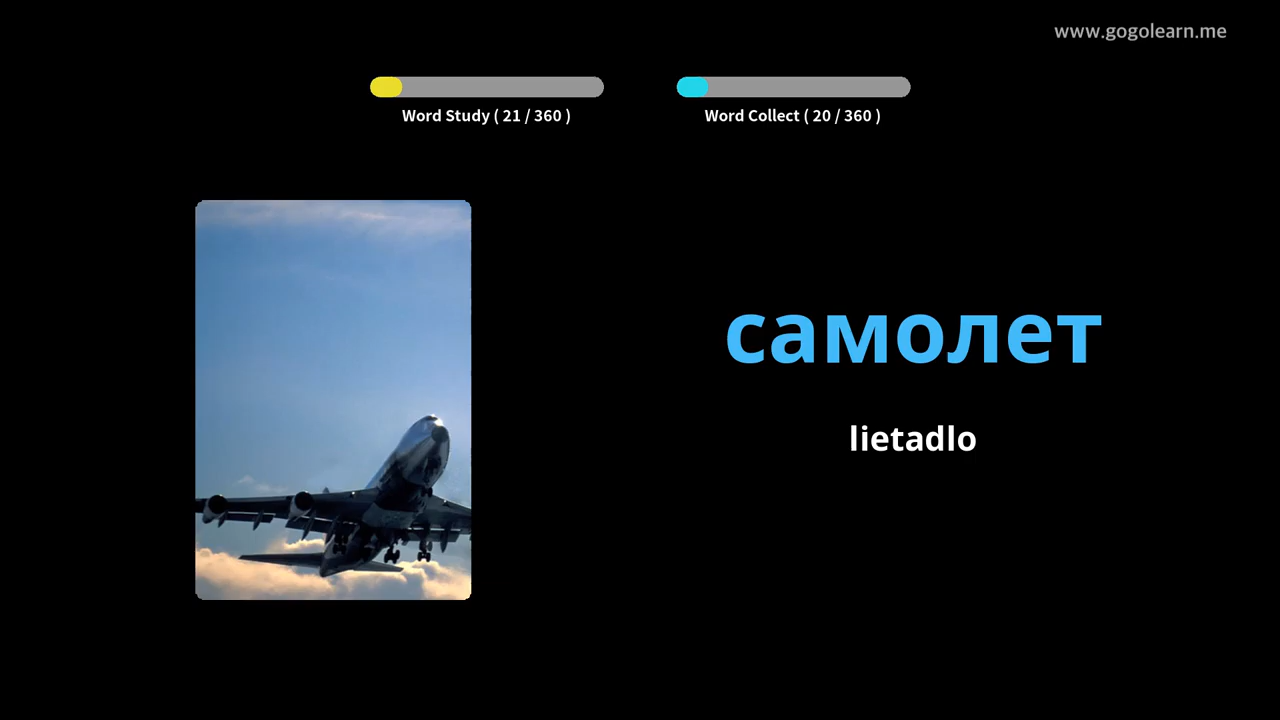 www.gogolearn.me
Word Study ( 21 / 360 )
Word Collect ( 20 / 360 )
самолет
lietadlo